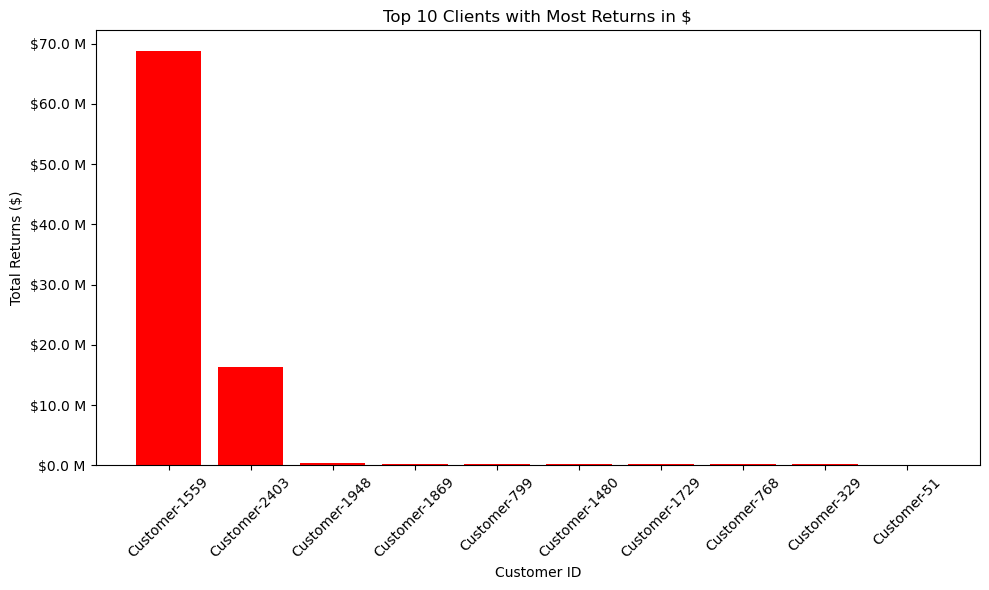 Top 10 Clients with Most Returns in $
Total Returns ($)
$70.0 M
$60.0 M
$50.0 M
$40.0 M
$30.0 M
$20.0 M
$10.0 M
$0.0 M
Customer-1559
Customer-2403
Customer-1948
Customer-1869
Customer-799
Customer-1480
Customer-1729
Customer-768
Customer-329
Customer-51
Customer ID